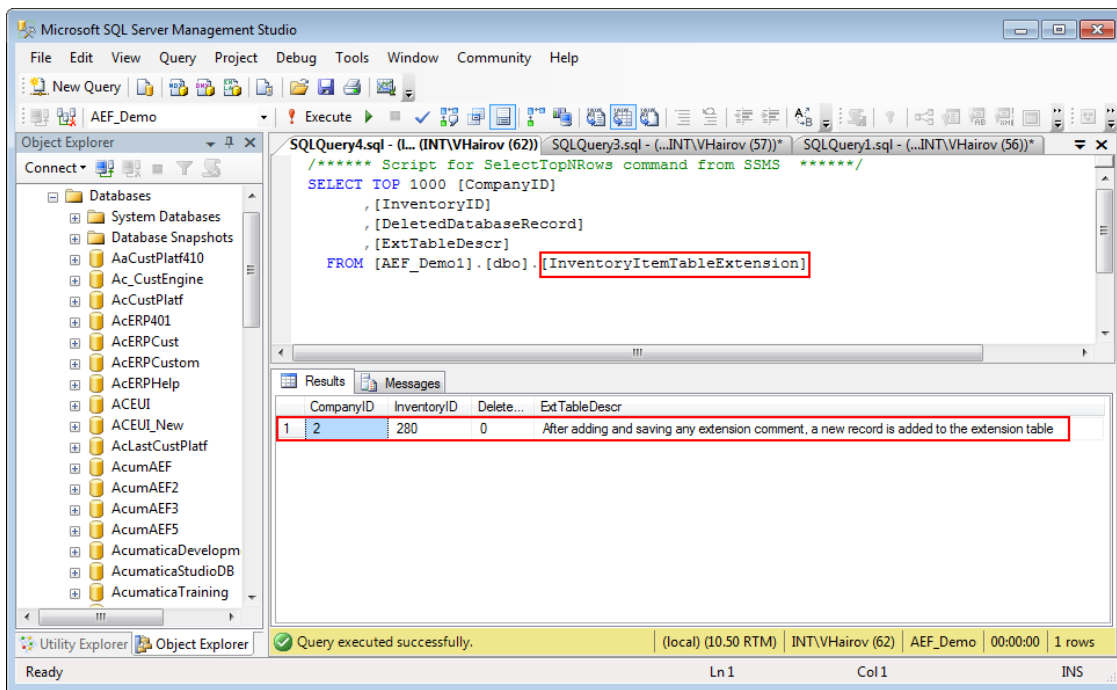 Microsoft SQL Server Management Studio
File Edit View Query Project Debug Tools Window Community Help
New Query
AEF_Demo Execute
Object Explorer
Connect
Databases
System Databases
Database Snapshots
AaCustPlatf410
Ac_CustEngine
AcCustPlatf
AcERP401
AcERPCust
AcERPCustom
AcERPHelp
ACEUI
ACEUI_New
AcLastCustPlatf
AcumAEF
AcumAEF2
AcumAEF3
AcumAEF5
AcumaticaDevelopm
AcumaticaStudioDB
AcumaticaTraining
Utility Explorer Object Explorer
SQLQuery4.sql - (l... (INT\VHairov (62)) SQLQuery3.sql - (...INT\VHairov (57))* SQLQuery1.sql - (...INT\VHairov (56))*
/****** Script for SelectTopNRows command from SSMS ******/
SELECT TOP 1000 [CompanyID]
,[InventoryID]
,[DeletedDatabaseRecord]
,[ExtTableDescr]
FROM [AEF_Demo1].[dbo].[InventoryItemTableExtension]
Results Messages
CompanyID InventoryID Delete... ExtTableDescr
1 2 280 0 After adding and saving any extension comment, a new record is added to the extension table
Query executed successfully. (local) (10.50 RTM) INT\VHairov (62) AEF_Demo 00:00:00 1 rows
Ready Ln 1 Col 1 INS